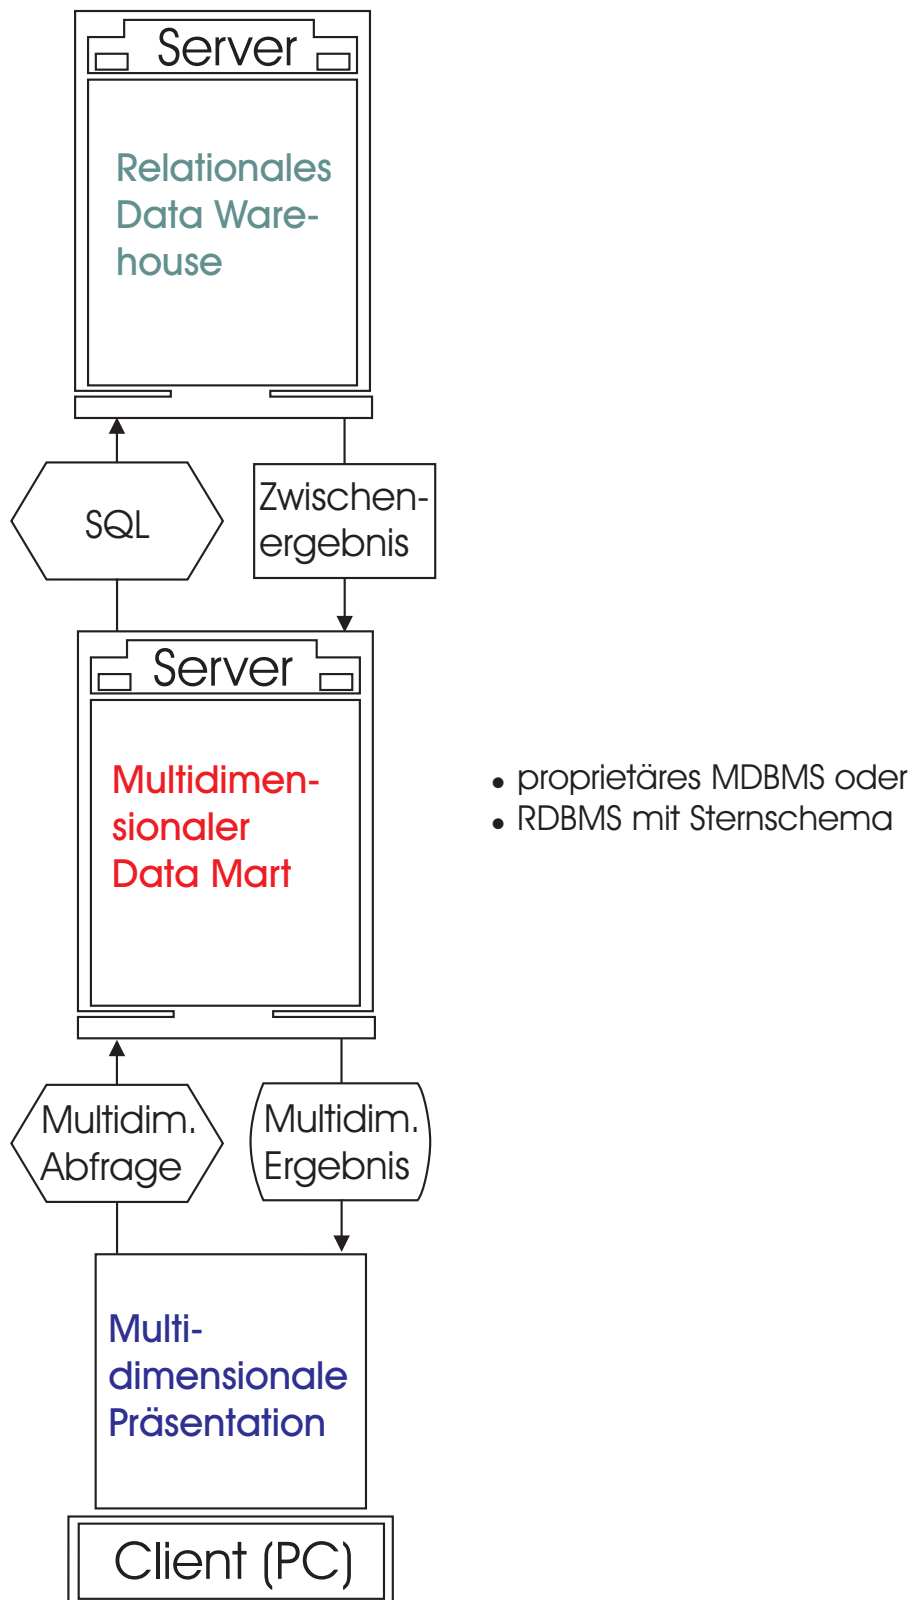 Server
Relationales
Data Ware-
house
SQL
Zwischen-
ergebnis
Server
Multidimen-
sionaler
Data Mart
• proprietäres MDBMS oder
• RDBMS mit Sternschema
Multidim.
Abfrage
Multidim.
Ergebnis
Multi-
dimensionale
Präsentation
Client (PC)